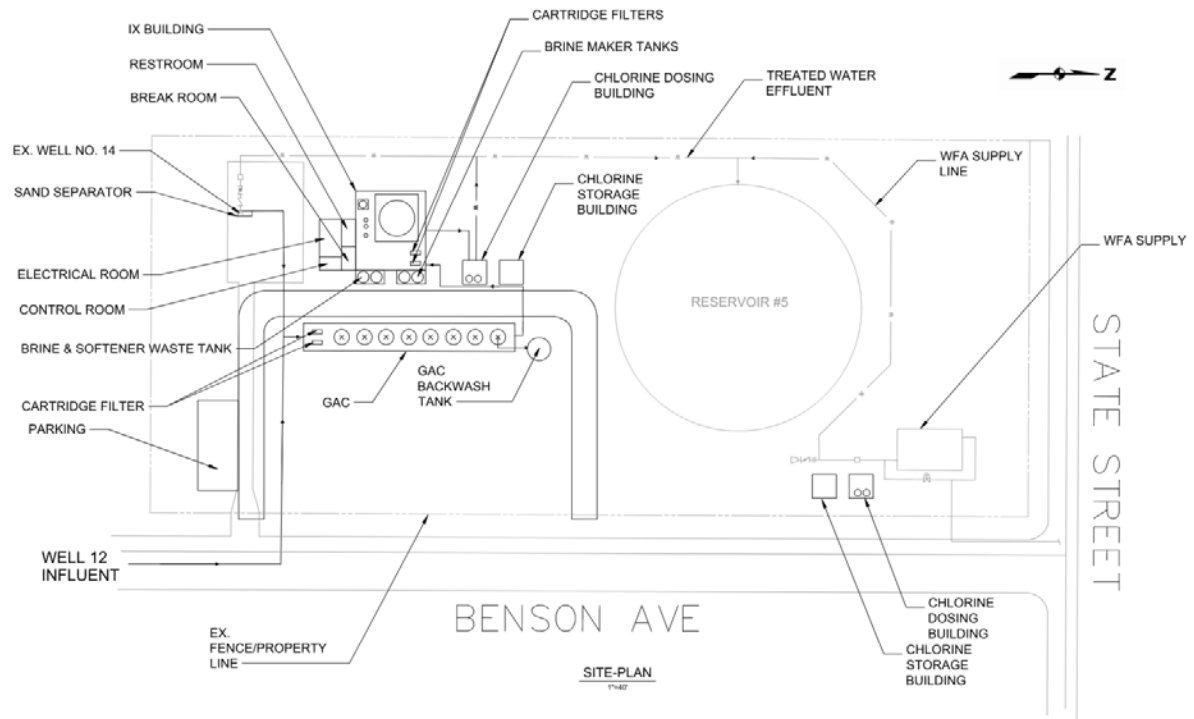 CARTRIDGE FILTERS
IX BUILDING
BRINE MAKER TANKS
RESTROOM
CHLORINE DOSING
BUILDING
TREATED WATER
EFFLUENT
Z
BREAK ROOM
EX. WELL NO. 14
WFA SUPPLY
LINE
SAND SEPARATOR
CHLORINE
STORAGE
BUILDING
WFA SUPPLY
ELECTRICAL ROOM
CONTROL ROOM
RESERVOIR #5
BRINE & SOFTENER WASTE TANK
GAC
BACKWASH
TANK
GAC
CARTRIDGE FILTER
PARKING
STATE STREET
WELL 12
INFLUENT
BENSON AVE
EX.
FENCE/PROPERTY
LINE
CHLORINE
DOSING
BUILDING
CHLORINE
STORAGE
BUILDING
SITE-PLAN
1"=40'